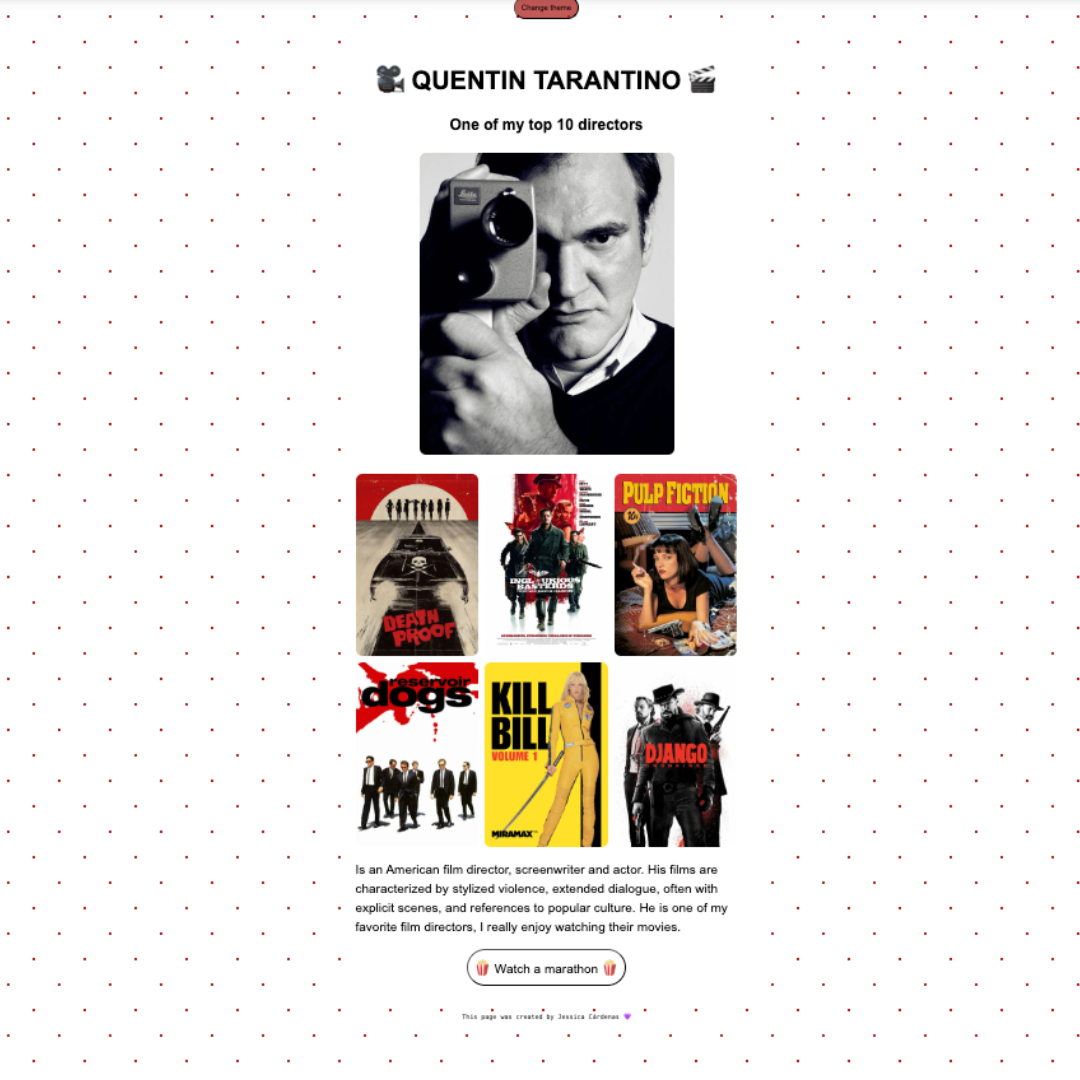 Change theme
🎥 QUENTIN TARANTINO 🎬
One of my top 10 directors
Leica
DEATH
PROOF
INGLOURIOUS
BASTERDS
PULP FICTION
10¢
reservoir
dogs
KILL
BILL
VOLUME 1
MIRAMAX
DJANGO
Is an American film director, screenwriter and actor. His films are
characterized by stylized violence, extended dialogue, often with
explicit scenes, and references to popular culture. He is one of my
favorite film directors, I really enjoy watching their movies.
🍿 Watch a marathon 🍿
This page was created by Jessica Cárdenas 💜